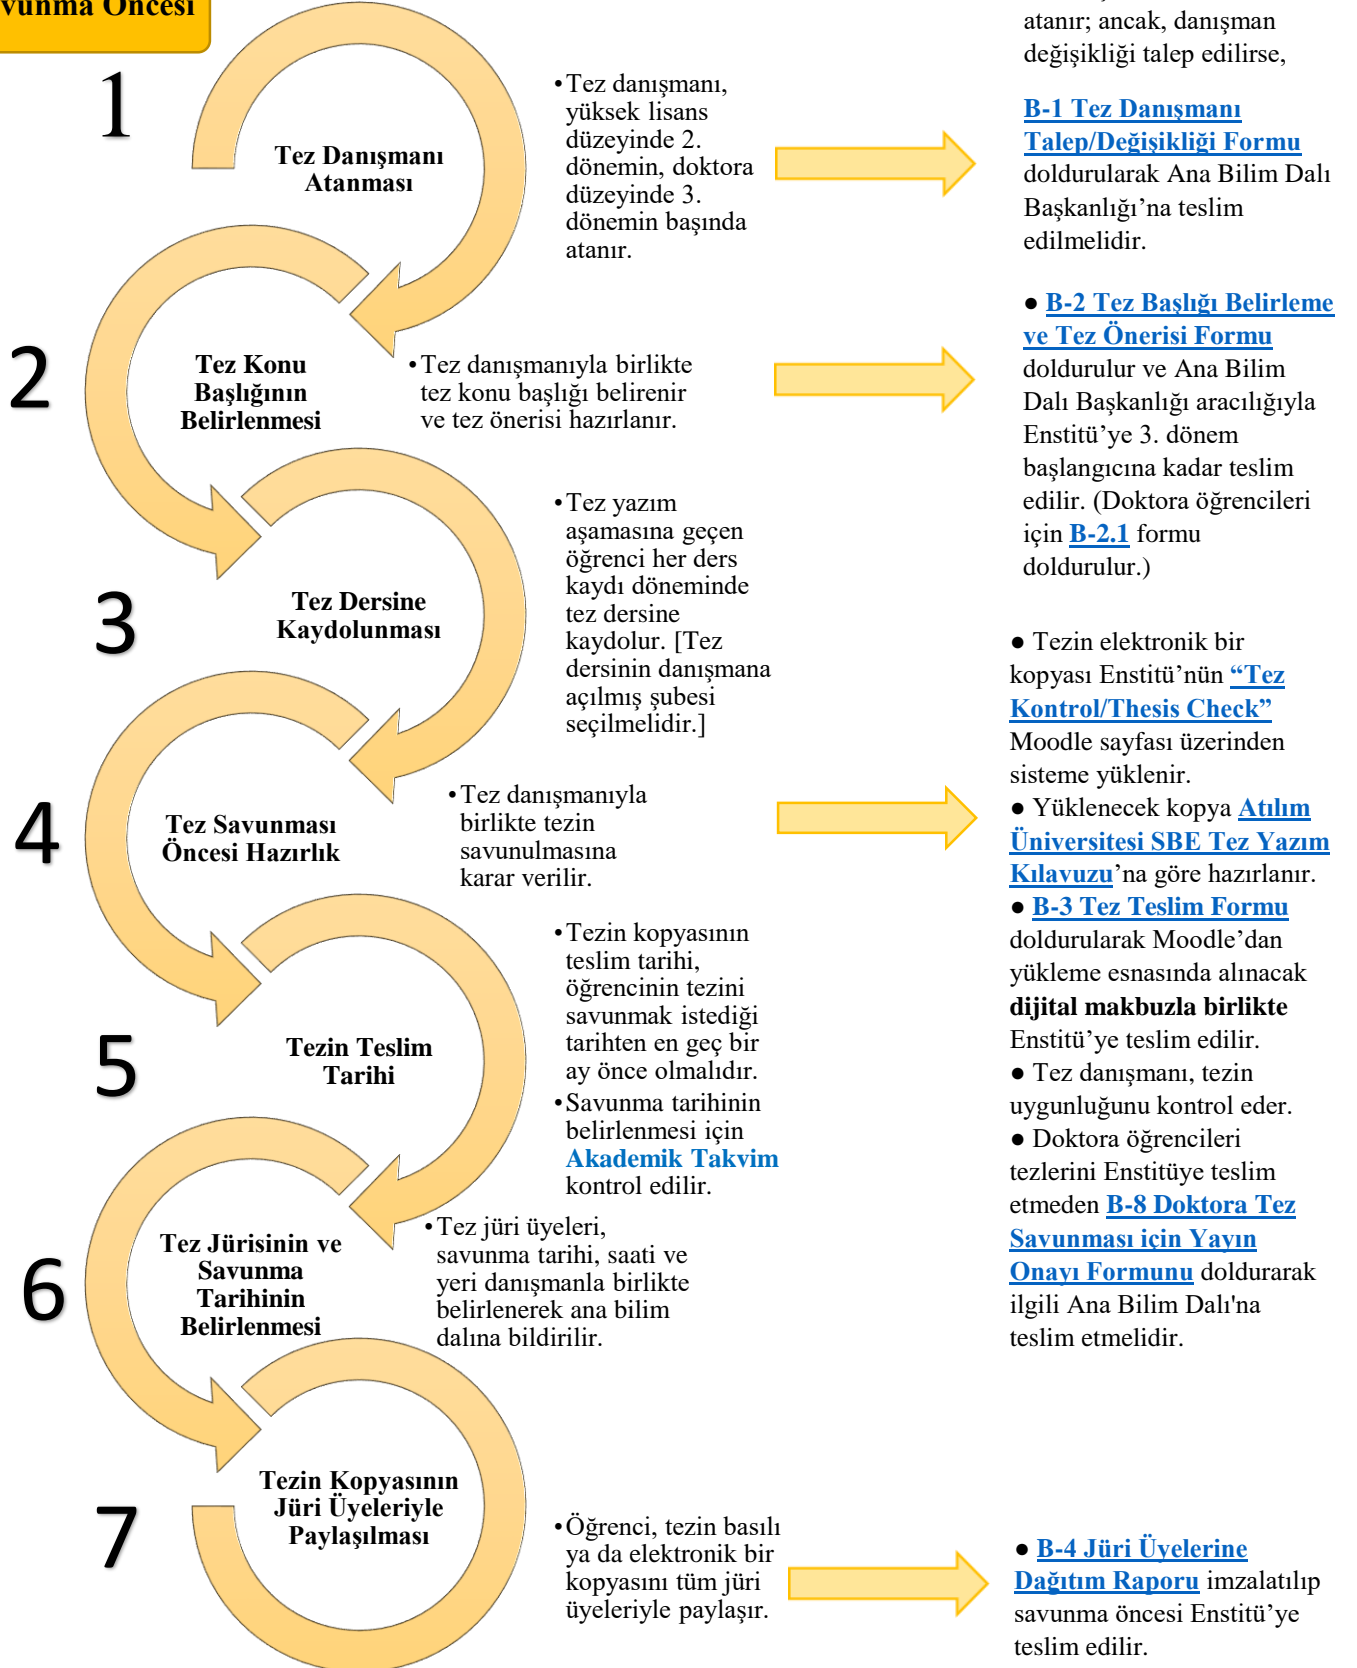 Öncesi
1
Tez Danışmanı
Atanması
•Tez danışmanı,
yüksek lisans
düzeyinde 2.
dönemin, doktora
düzeyinde 3.
dönemin başında
atanır.
atanır; ancak, danışman
değişikliği talep edilirse,
B-1 Tez Danışmanı
Talep/Değişikliği Formu
doldurularak Ana Bilim Dalı
Başkanlığı’na teslim
edilmelidir.
2
Tez Konu
Başlığının
Belirlenmesi
•Tez danışmanıyla birlikte
tez konu başlığı belirenir
ve tez önerisi hazırlanır.
● B-2 Tez Başlığı Belirleme
ve Tez Önerisi Formu
doldurulur ve Ana Bilim
Dalı Başkanlığı aracılığıyla
Enstitü’ye 3. dönem
başlangıcına kadar teslim
edilir. (Doktora öğrencileri
için B-2.1 formu
doldurulur.)
3
Tez Dersine
Kaydolunması
•Tez yazım
aşamasına geçen
öğrenci her ders
kaydı döneminde
tez dersine
kaydolur. [Tez
dersinin danışmana
açılmış şubesi
seçilmelidir.]
4
Tez Savunması
Öncesi Hazırlık
•Tez danışmanıyla
birlikte tezin
savunulmasına
karar verilir.
● Tezin elektronik bir
kopyası Enstitü’nün “Tez
Kontrol/Thesis Check”
Moodle sayfası üzerinden
sisteme yüklenir.
● Yüklenecek kopya Atılım
Üniversitesi SBE Tez Yazım
Kılavuzu’na göre hazırlanır.
● B-3 Tez Teslim Formu
doldurularak Moodle’dan
yükleme esnasında alınacak
dijital makbuzla birlikte
Enstitü’ye teslim edilir.
● Tez danışmanı, tezin
uygunluğunu kontrol eder.
● Doktora öğrencileri
tezlerini Enstitüye teslim
etmeden B-8 Doktora Tez
Savunması için Yayın
Onayı Formunu doldurarak
ilgili Ana Bilim Dalı'na
teslim etmelidir.
5
Tezin Teslim
Tarihi
•Tezin kopyasının
teslim tarihi,
öğrencinin tezini
savunmak istediği
tarihten en geç bir
ay önce olmalıdır.
•Savunma tarihinin
belirlenmesi için
Akademik Takvim
kontrol edilir.
6
Tez Jürisinin ve
Savunma
Tarihinin
Belirlenmesi
•Tez jüri üyeleri,
savunma tarihi, saati ve
yeri danışmanla birlikte
belirlenerek ana bilim
dalına bildirilir.
7
Tezin Kopyasının
Jüri Üyeleriyle
Paylaşılması
•Öğrenci, tezin basılı
ya da elektronik bir
kopyasını tüm jüri
üyeleriyle paylaşır.
● B-4 Jüri Üyelerine
Dağıtım Raporu imzalatılıp
savunma öncesi Enstitü’ye
teslim edilir.